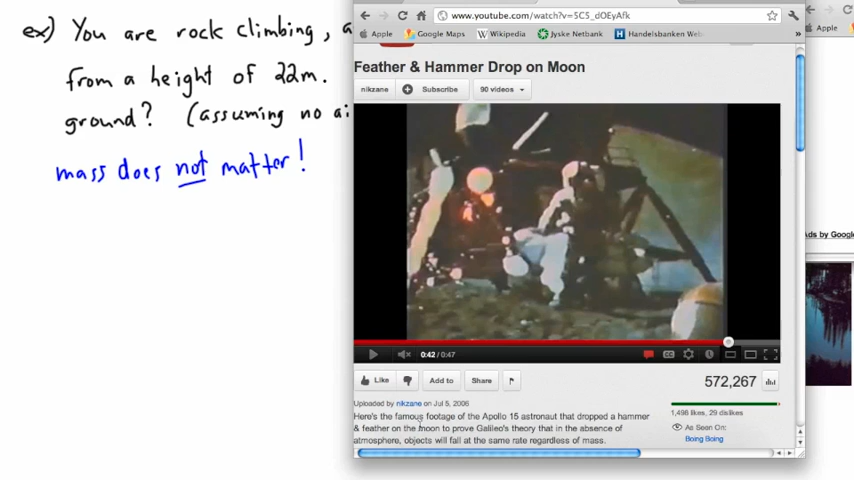 ex) You are rock climbing,
from a height of 22m.
ground? (assuming no
mass does not matter!
www.youtube.com/watch?v=5C5_dOEyAfk
Apple Google Maps Wikipedia Jyske Netbank Handelsbanken Web
Apple
Feather & Hammer Drop on Moon
nikzane Subscribe 90 videos
0:42 / 0:47
Like Add to Share 572,267
Uploaded by nikzane on Jul 5, 2006
1,498 likes, 29 dislikes
Here's the famous footage of the Apollo 15 astronaut that dropped a hammer
& feather on the moon to prove Galileo's theory that in the absence of
atmosphere, objects will fall at the same rate regardless of mass.
As Seen On:
Boing Boing
Ads by Google